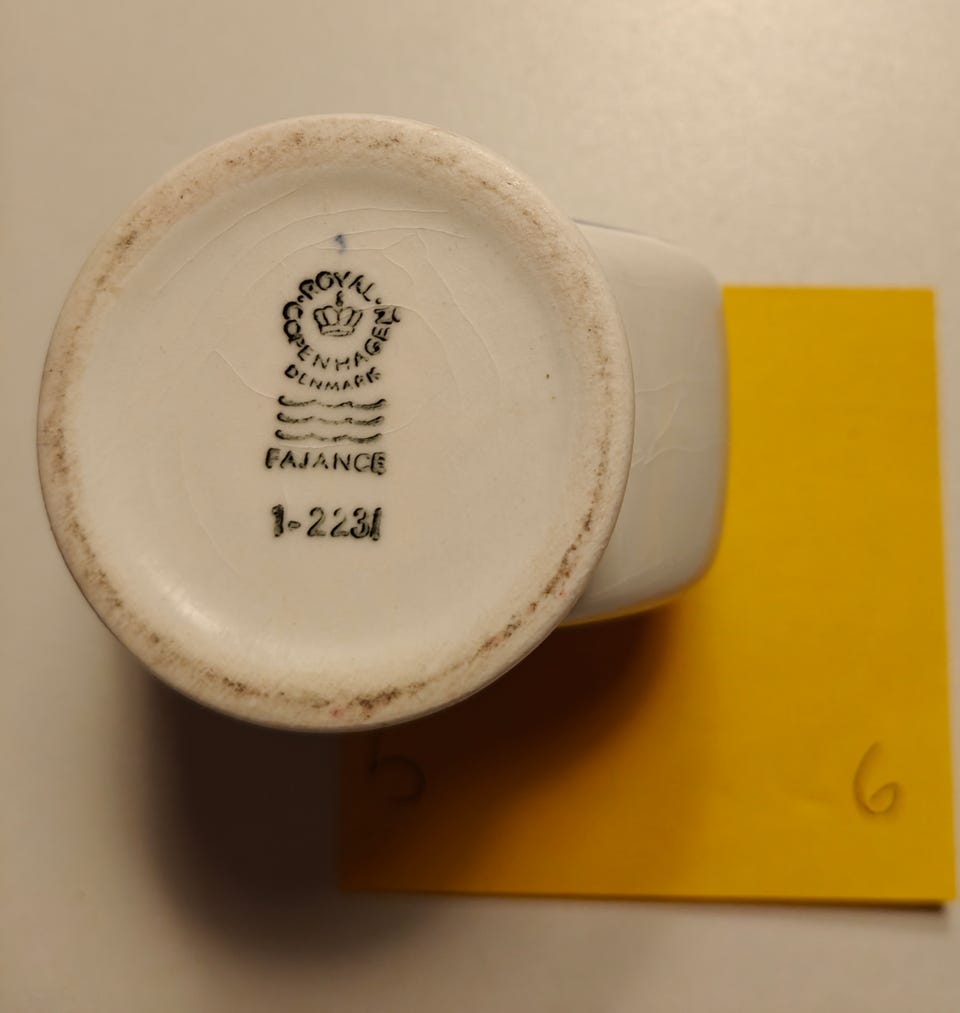 ROYAL
COPENHAGEN
DENMARK
FAJANCE
1-2231
5 6